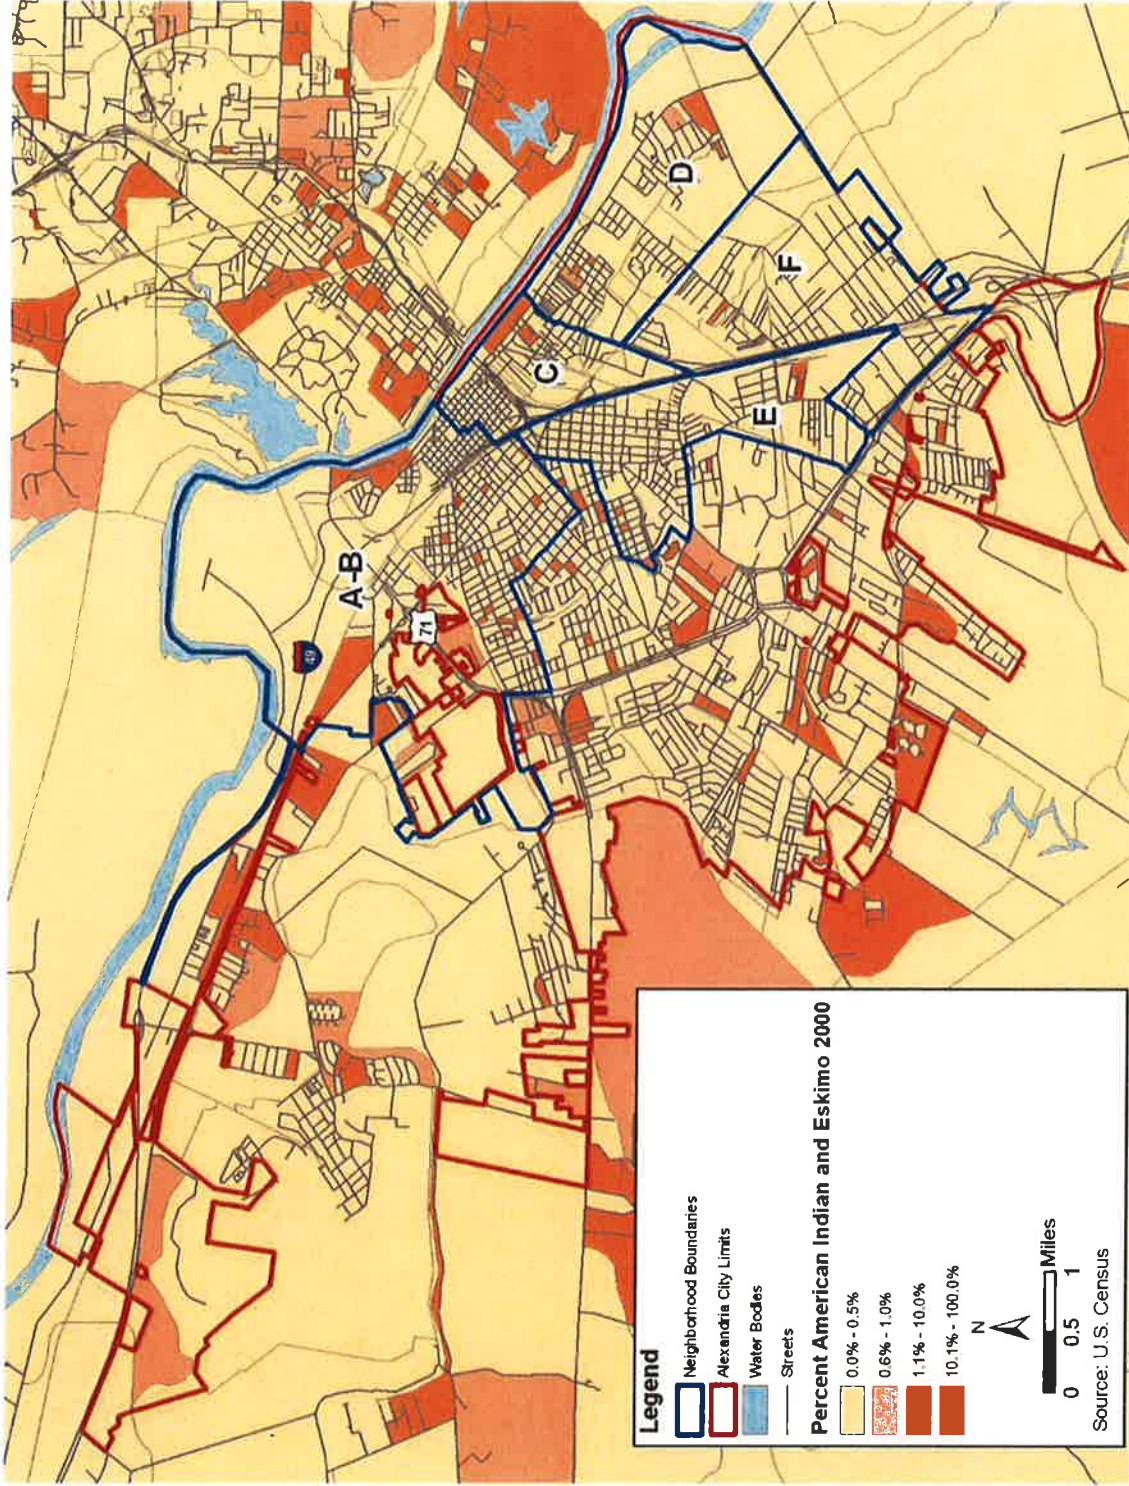 A-B
49
71
C
D
E
F
Legend
Neighborhood Boundaries
Alexandria City Limits
Water Bodies
Streets
Percent American Indian and Eskimo 2000
0.0% - 0.5%
0.6% - 1.0%
1.1% - 10.0%
10.1% - 100.0%
N
Miles
0 0.5 1
Source: U.S. Census